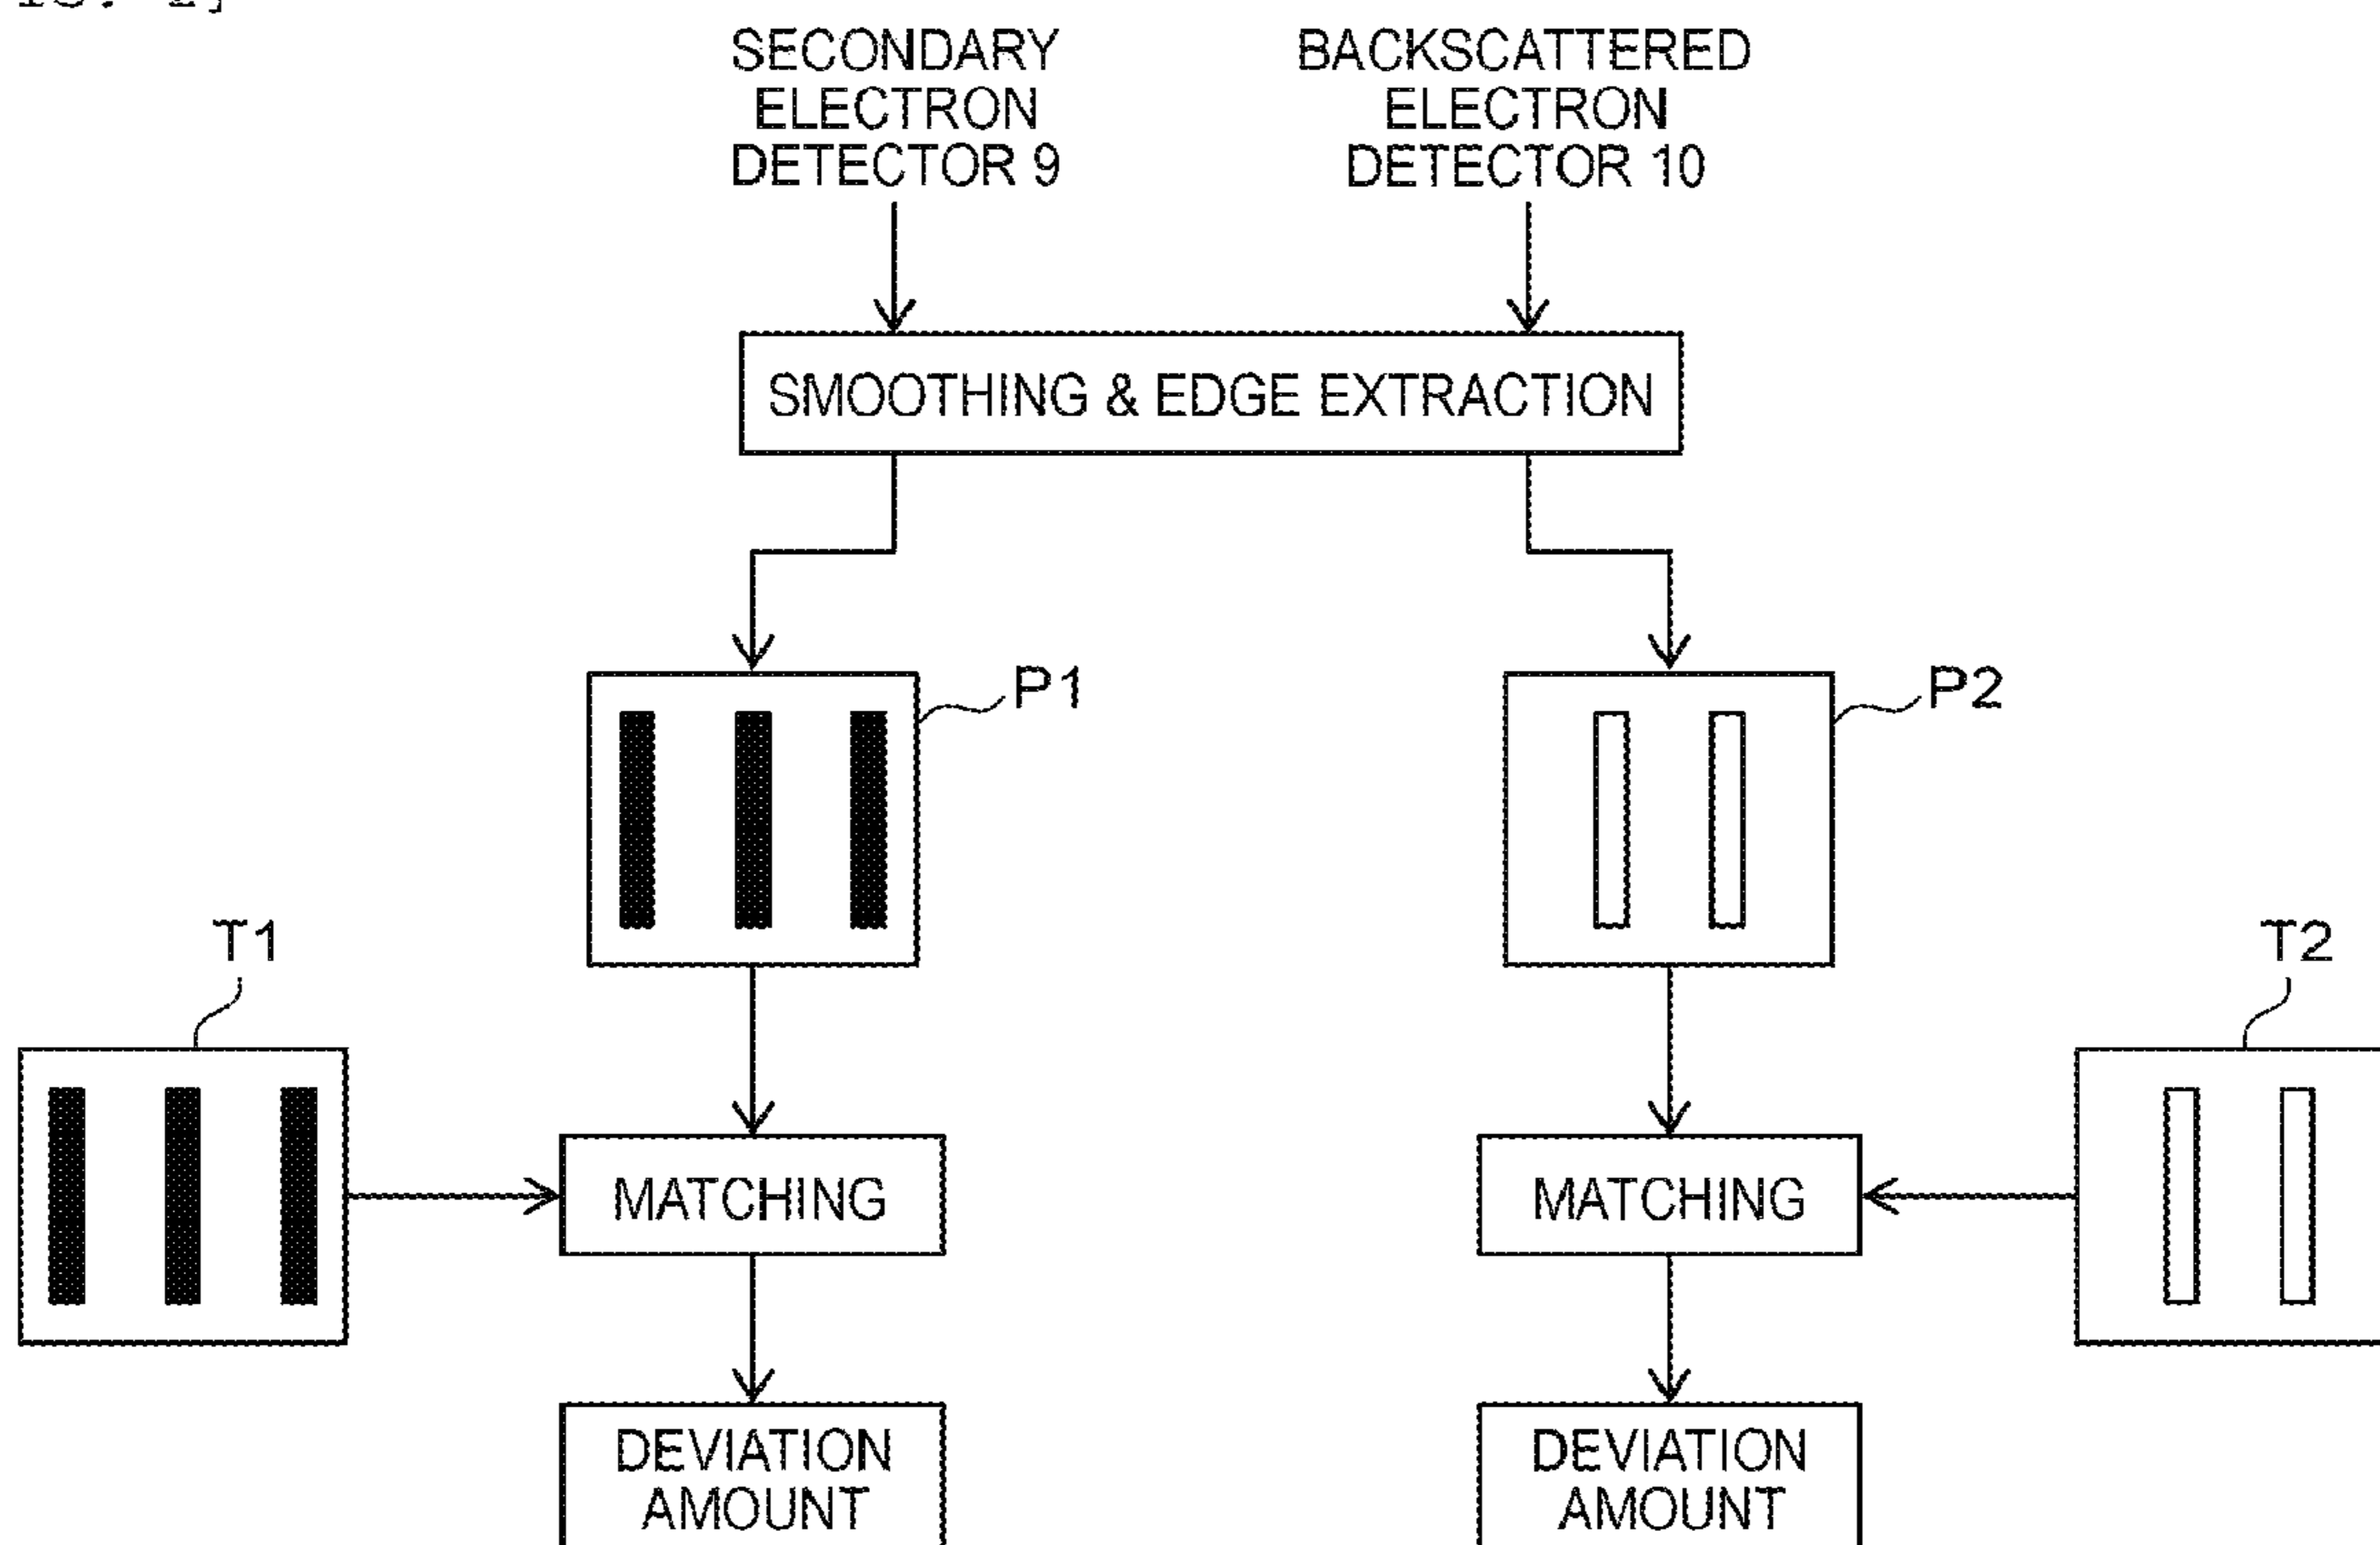 SECONDARY
ELECTRON
DETECTOR 9
BACKSCATTERED
ELECTRON
DETECTOR 10
SMOOTHING & EDGE EXTRACTION
P1
P2
T1
T2
MATCHING
MATCHING
DEVIATION
AMOUNT
DEVIATION
AMOUNT